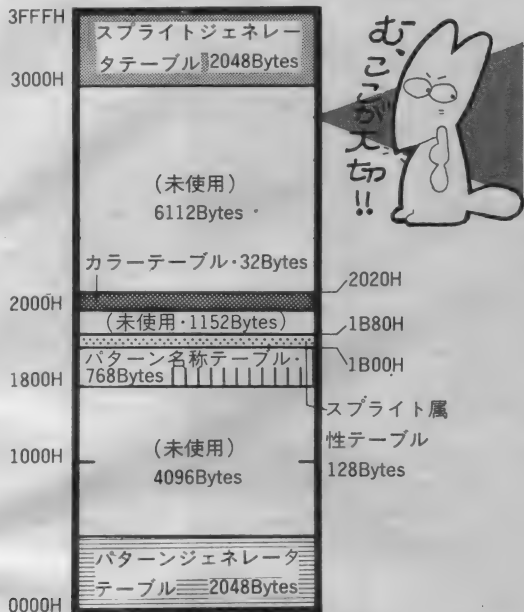 3FFFH
スプライトジェネレー
タテーブル 2048Bytes
3000H
む、ここが大切!!
(未使用)
6112Bytes
カラーテーブル・32Bytes
2020H
2000H
(未使用・1152Bytes)
1B80H
パターン名称テーブル・
768Bytes
1B00H
1800H
スプライト属
性テーブル
128Bytes
(未使用)
4096Bytes
1000H
パターンジェネレータ
テーブル 2048Bytes
0000H